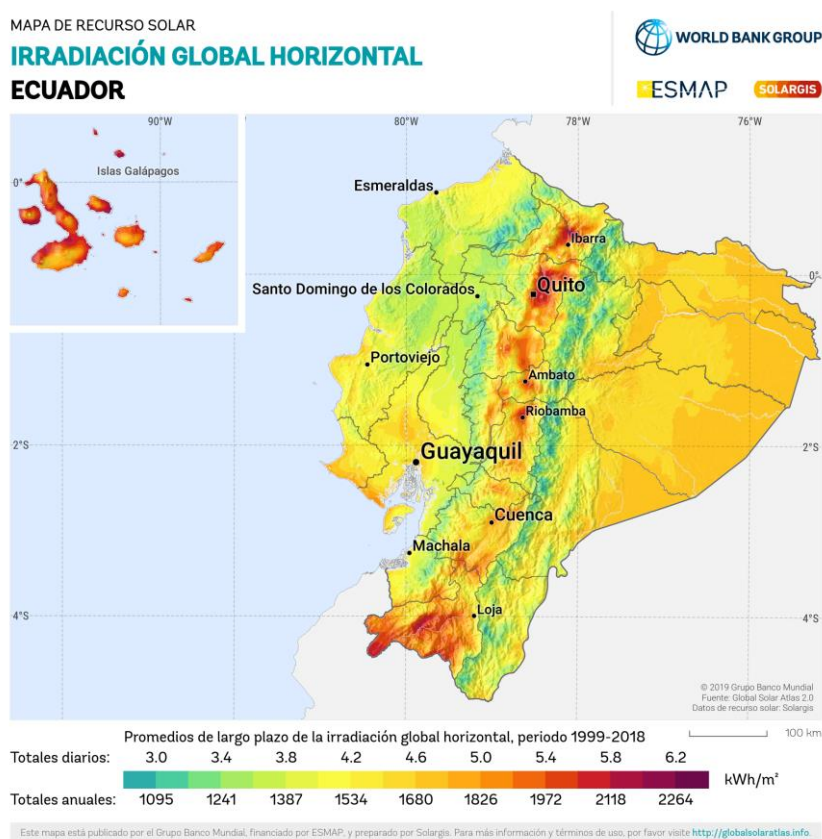 MAPA DE RECURSO SOLAR
IRRADIACIÓN GLOBAL HORIZONTAL
ECUADOR
WORLD BANK GROUP
ESMAP
SOLARGIS
90°W
80°W
78°W
76°W
Islas Galápagos
0°
Esmeraldas
Ibarra
0°
Santo Domingo de los Colorados
Quito
Portoviejo
Ambato
Riobamba
2°S
2°S
Guayaquil
Cuenca
Machala
4°S
Loja
4°S
© 2019 Grupo Banco Mundial
Fuente: Global Solar Atlas 2.0
Datos de recurso solar: Solargis
Promedios de largo plazo de la irradiación global horizontal, periodo 1999-2018
100 km
Totales diarios: 3.0 3.4 3.8 4.2 4.6 5.0 5.4 5.8 6.2
kWh/m²
Totales anuales: 1095 1241 1387 1534 1680 1826 1972 2118 2264
Este mapa está publicado por el Grupo Banco Mundial, financiado por ESMAP, y preparado por Solargis. Para más información y términos de uso, por favor visite http://globalsolaratlas.info.